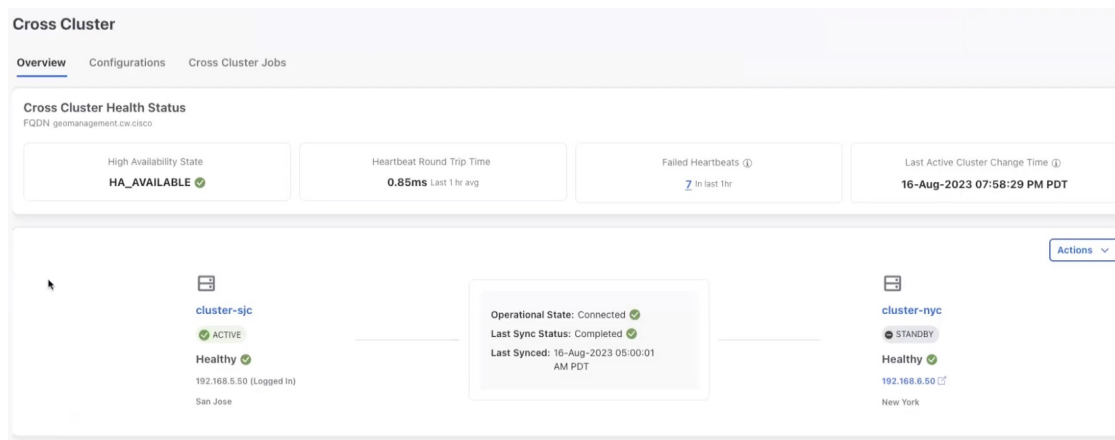 Cross Cluster
Overview Configurations Cross Cluster Jobs
Cross Cluster Health Status
FQDN geomanagement.cw.cisco
High Availability State
HA_AVAILABLE
Heartbeat Round Trip Time
0.85ms Last 1 hr avg
Failed Heartbeats
7 In last 1hr
Last Active Cluster Change Time
16-Aug-2023 07:58:29 PM PDT
Actions
cluster-sjc
ACTIVE
Healthy
192.168.5.50 (Logged In)
San Jose
Operational State: Connected
Last Sync Status: Completed
Last Synced: 16-Aug-2023 05:00:01
AM PDT
cluster-nyc
STANDBY
Healthy
192.168.6.50
New York